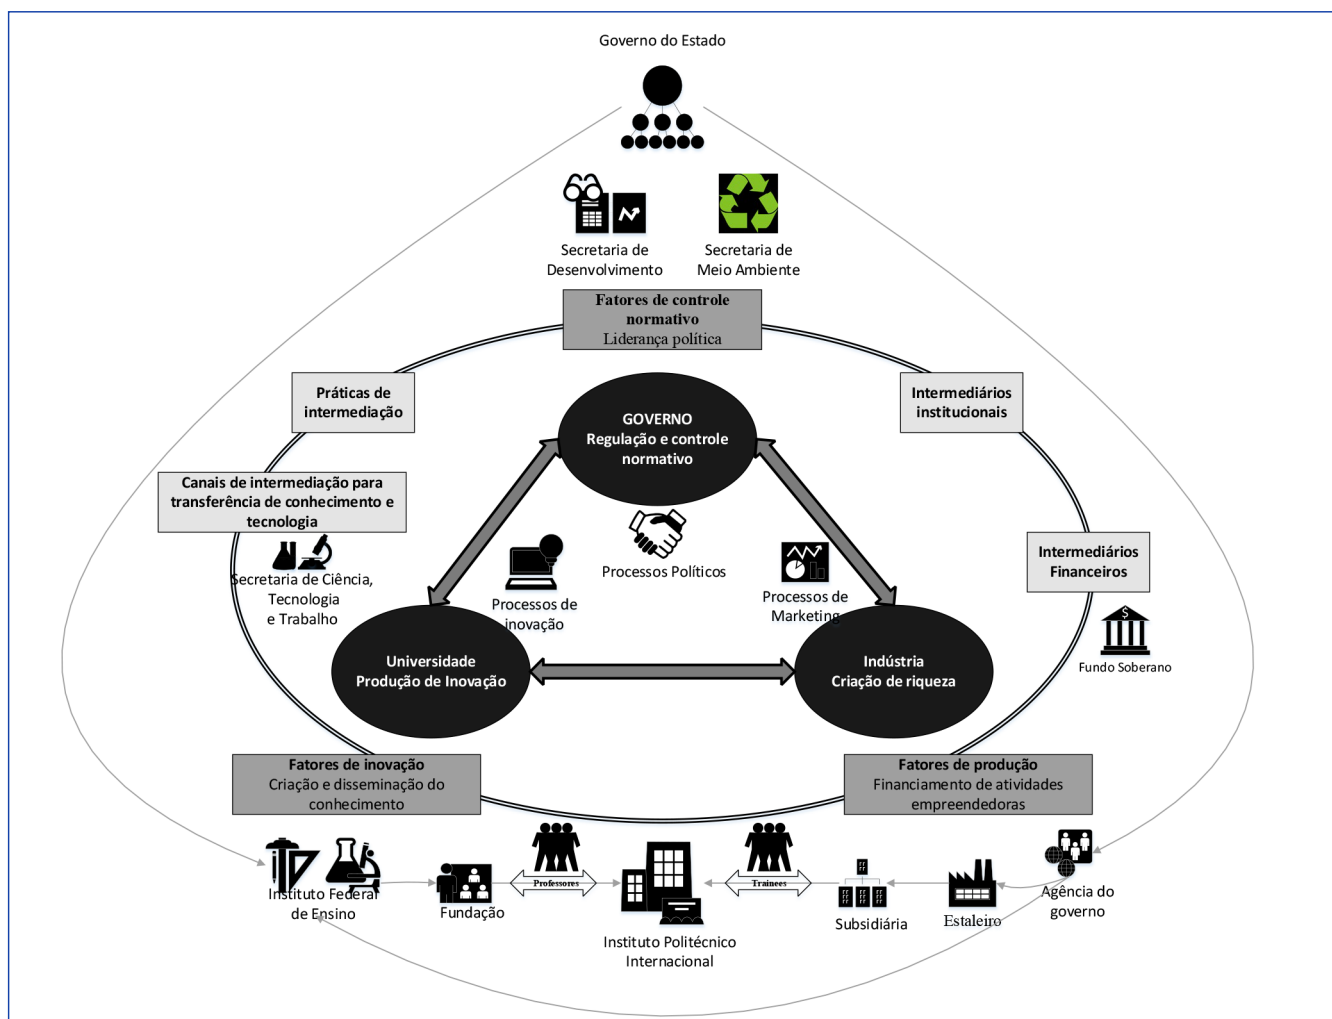 Governo do Estado
Secretaria de
Desenvolvimento
Secretaria de
Meio Ambiente
Fatores de controle
normativo
Liderança política
Práticas de
intermediação
Intermediários
institucionais
GOVERNO
Regulação e controle
normativo
Canais de intermediação para
transferência de conhecimento e
tecnologia
Secretaria de Ciência,
Tecnologia
e Trabalho
Processos de
inovação
Processos Políticos
Processos de
Marketing
Intermediários
Financeiros
$
Fundo Soberano
Universidade
Produção de Inovação
Indústria
Criação de riqueza
Fatores de inovação
Criação e disseminação do
conhecimento
Fatores de produção
Financiamento de atividades
empreendedoras
Instituto Federal
de Ensino
Fundação
Professores
Instituto Politécnico
Internacional
Trainees
Subsidiária
Estaleiro
Agência do
governo